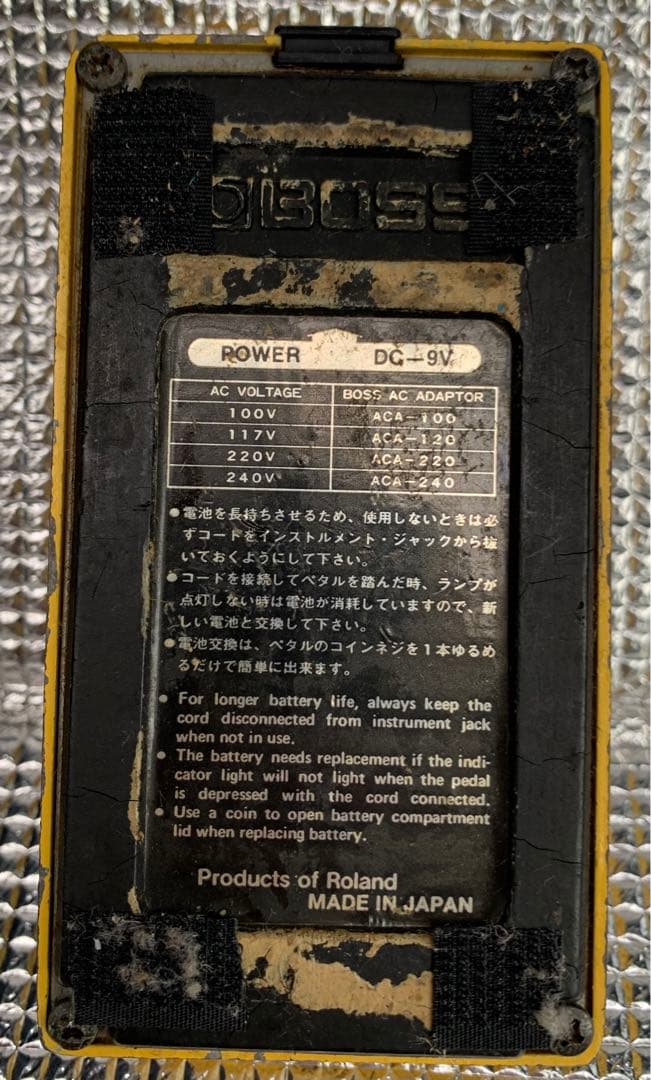 BOSS
POWER DC-9V
AC VOLTAGE BOSS AC ADAPTOR
100V ACA-100
117V ACA-120
220V ACA-220
240V ACA-240
●電池を長持ちさせるため、使用しないときは必
ずコードをインストルメント・ジャックから抜
いておくようにして下さい。
●コードを接続してペタルを踏んだ時、ランプが
点灯しない時は電池が消耗していますので、新
しい電池と交換して下さい。
●電池交換は、ペタルのコインネジを1本ゆるめ
るだけで簡単に出来ます。
● For longer battery life, always keep the
cord disconnected from instrument jack
when not in use.
● The battery needs replacement if the indi-
cator light will not light when the pedal
is depressed with the cord connected.
● Use a coin to open battery compartment
lid when replacing battery.
Products of Roland
MADE IN JAPAN